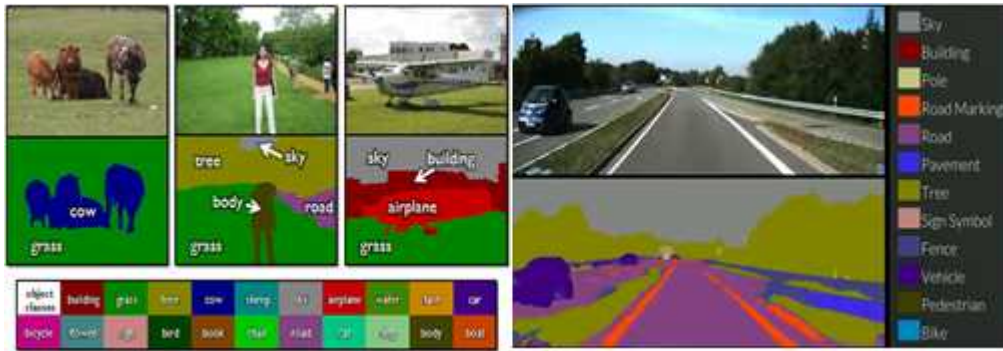 cow
grass
tree
sky
body
road
grass
sky
building
airplane
grass
object classes
building
grass
tree
cow
sheep
sky
airplane
water
face
car
bicycle
flower
sign
bird
book
chair
road
cat
body
boat
Sky
Building
Pole
Road Marking
Road
Pavement
Tree
Sign Symbol
Fence
Vehicle
Pedestrian
Bike